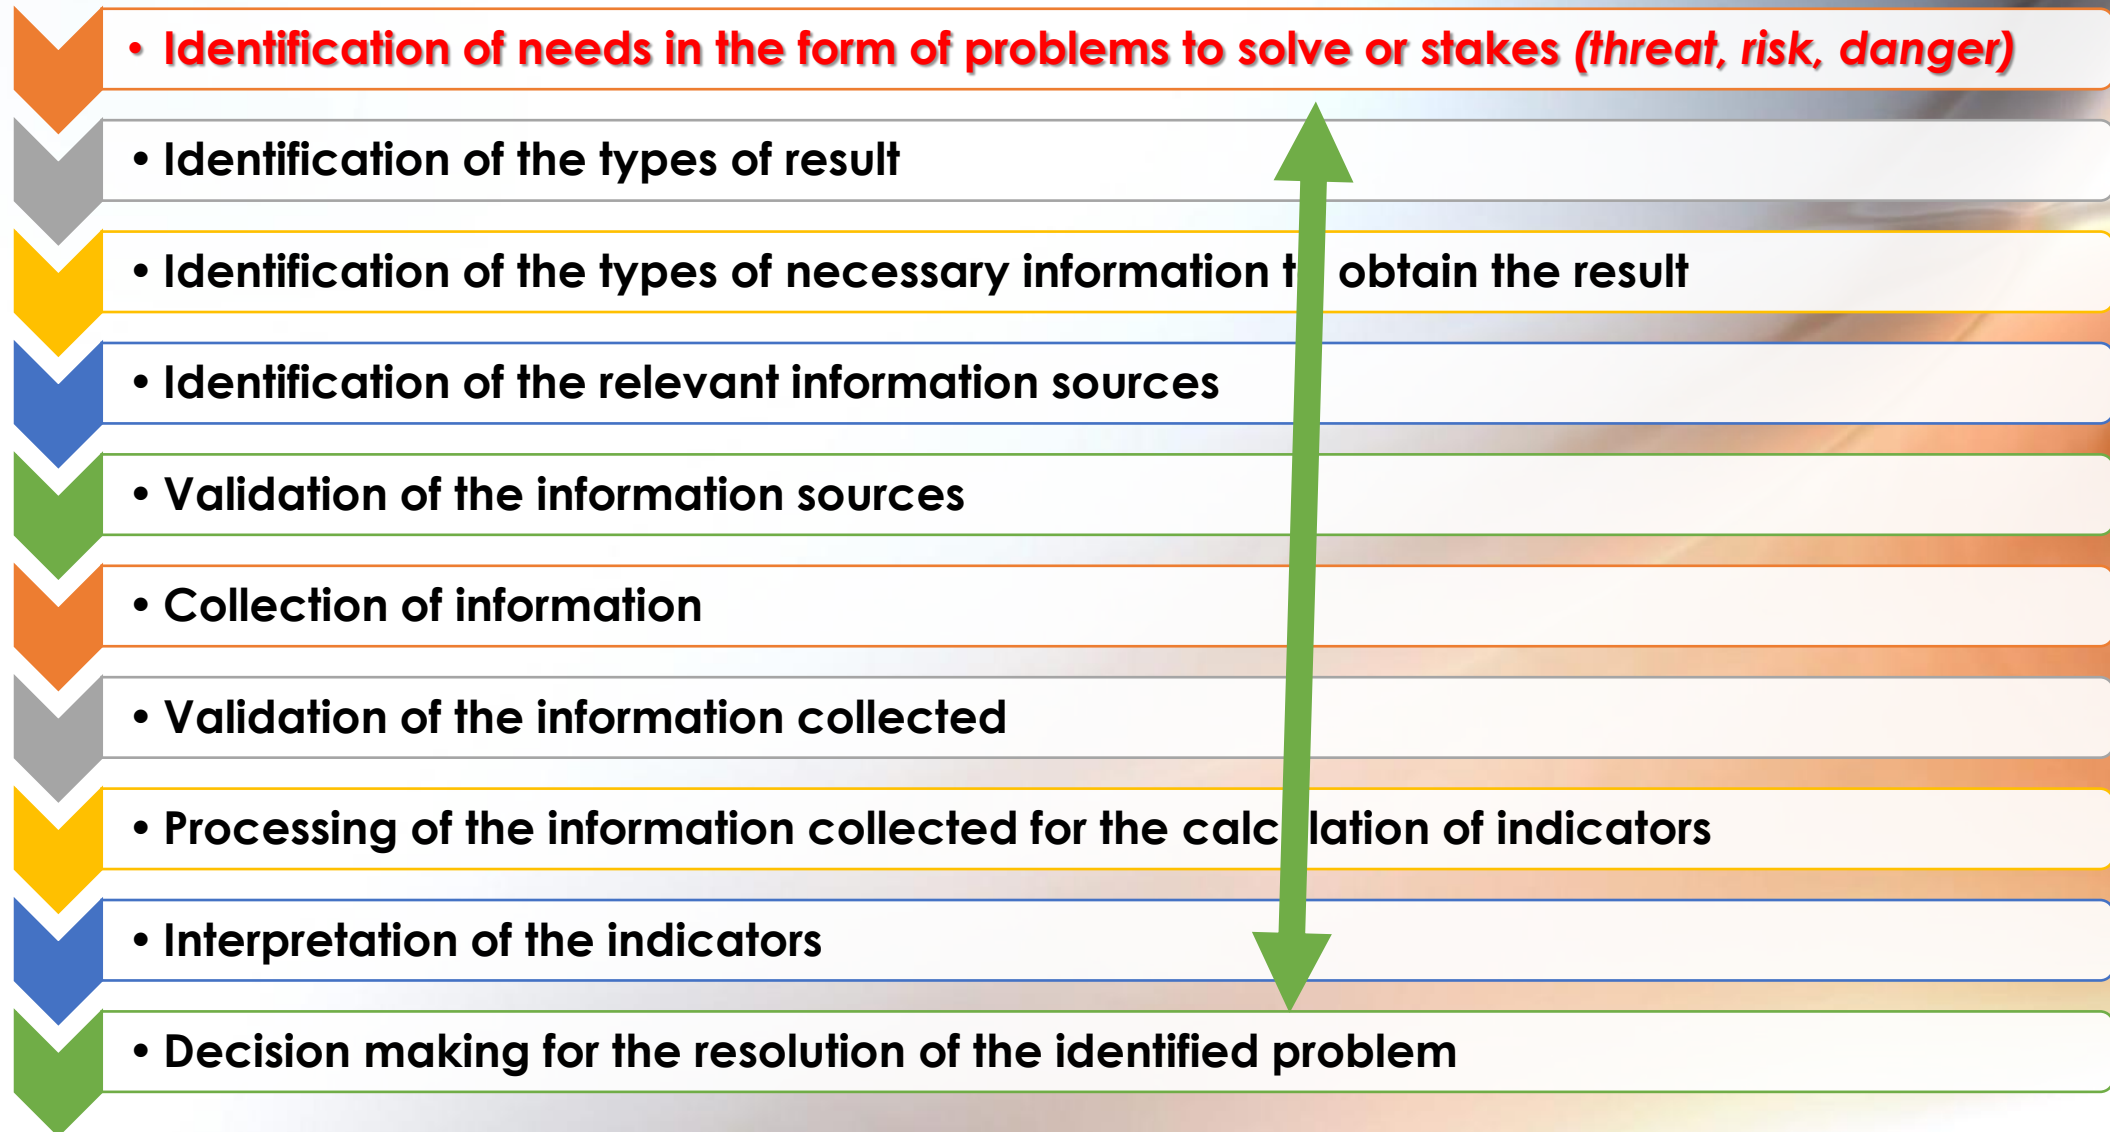 • Identification of needs in the form of problems to solve or stakes (threat, risk, danger)
• Identification of the types of result
• Identification of the types of necessary information t obtain the result
• Identification of the relevant information sources
• Validation of the information sources
• Collection of information
• Validation of the information collected
• Processing of the information collected for the calc lation of indicators
• Interpretation of the indicators
• Decision making for the resolution of the identified problem